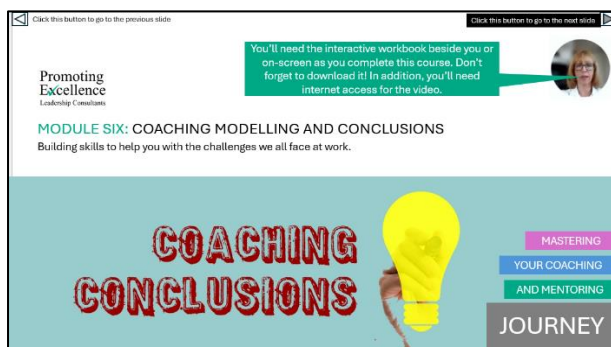 Click this button to go to the previous slide
Click this button to go to the next slide
You'll need the interactive workbook beside you or
on-screen as you complete this course. Don't
forget to download it! In addition, you'll need
internet access for the video.
Promoting
Excellence
Leadership Consultants
MODULE SIX: COACHING MODELLING AND CONCLUSIONS
Building skills to help you with the challenges we all face at work.
COACHING
CONCLUSIONS
MASTERING
YOUR COACHING
AND MENTORING
JOURNEY